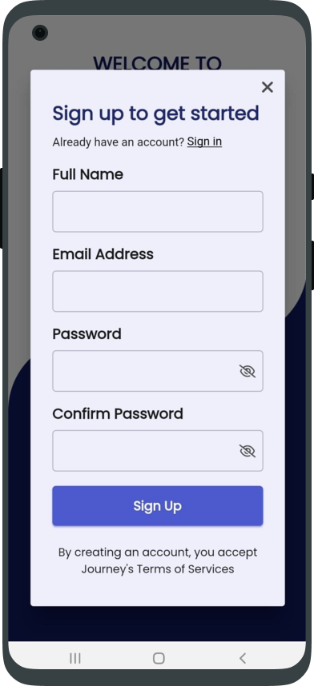 WELCOME TO
Sign up to get started
Already have an account? Sign in
Full Name
Email Address
Password
Confirm Password
Sign Up
By creating an account, you accept
Journey's Terms of Services